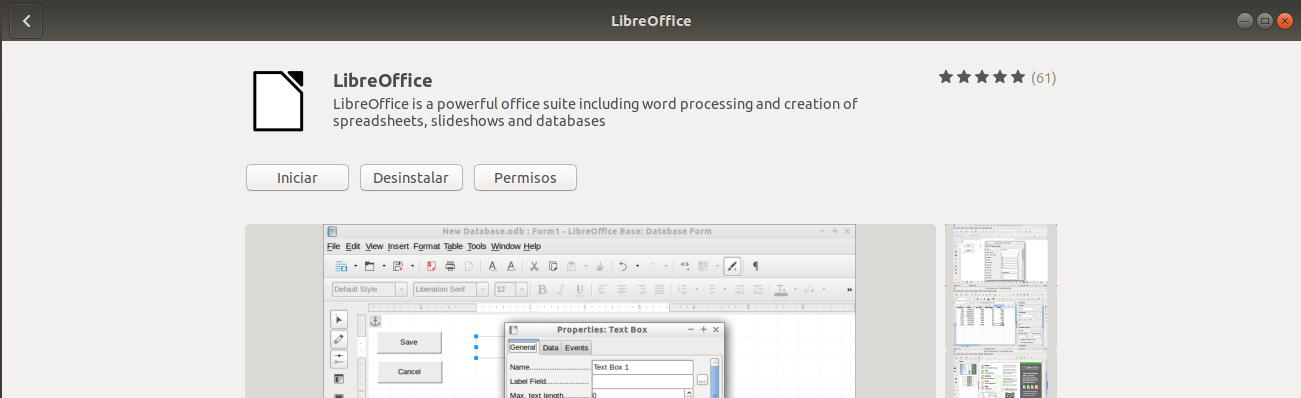 LibreOffice
LibreOffice
(61)
LibreOffice is a powerful office suite including word processing and creation of
spreadsheets, slideshows and databases
Iniciar
Desinstalar
Permisos
New Database.odb : Form1 - LibreOffice Base: Database Form
File Edit View Insert Format Table Tools Window Help
Default Style
Liberation Serif
12
Properties: Text Box
Save
General Data Events
Name
Text Box 1
Cancel
Label Field
Max. text length
0